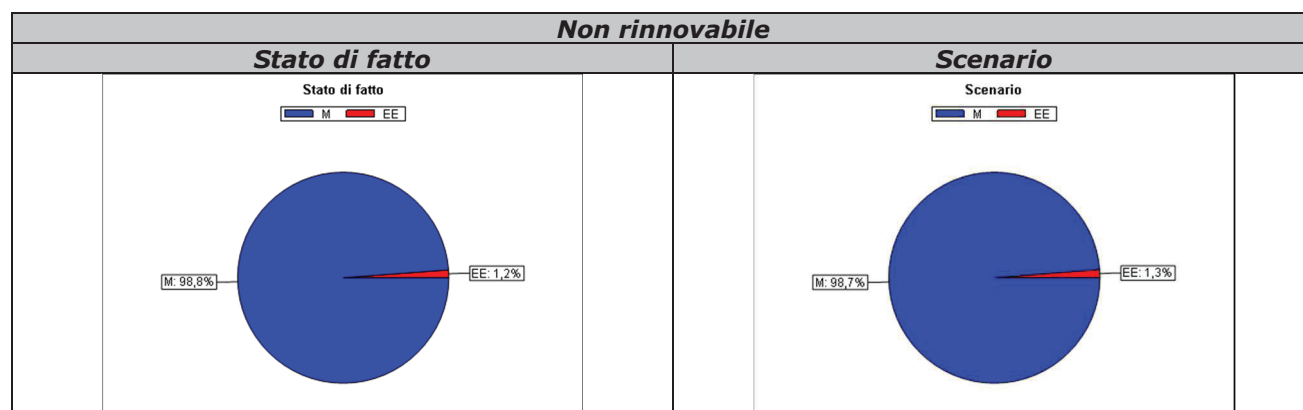 Non rinnovabile
Stato di fatto
Scenario
Stato di fatto
M EE
M: 98,8%
EE: 1,2%
Scenario
M EE
M: 98,7%
EE: 1,3%